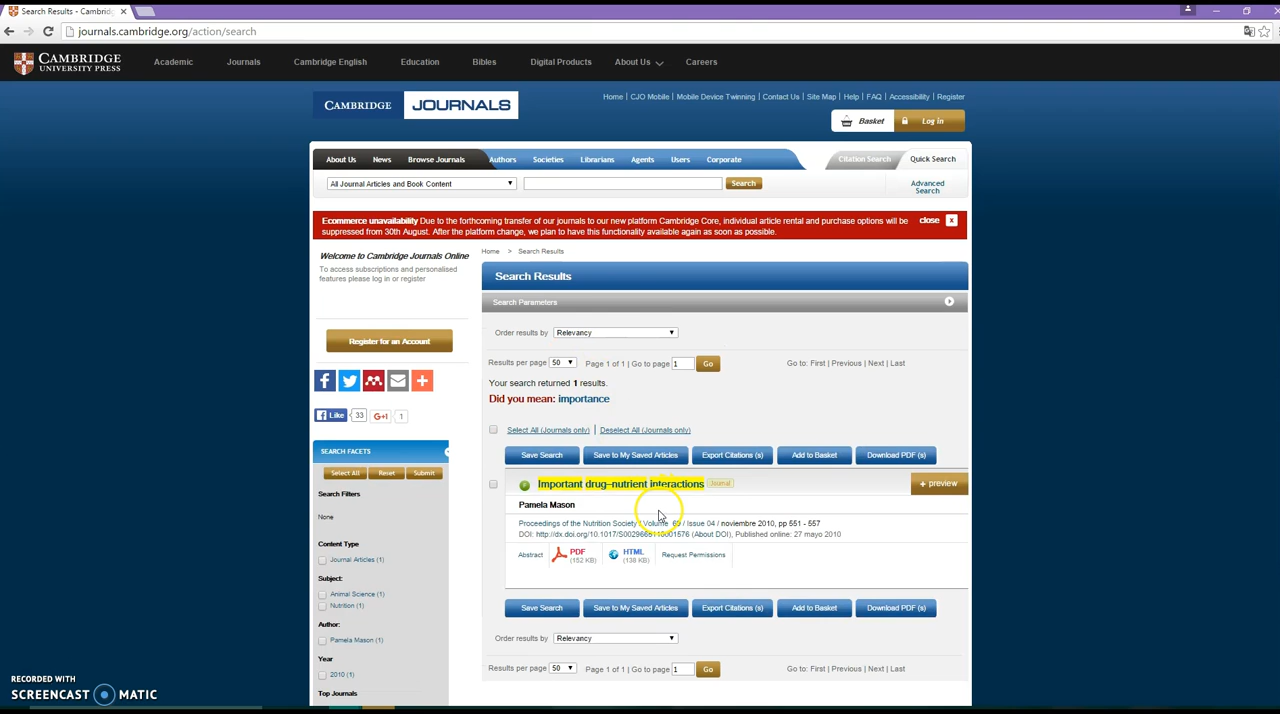 Search Results - Cambridg
journals.cambridge.org/action/search
CAMBRIDGE
UNIVERSITY PRESS
Academic Journals Cambridge English Education Bibles Digital Products About Us Careers
CAMBRIDGE JOURNALS
Home | CJO Mobile | Mobile Device Twinning | Contact Us | Site Map | Help | FAQ | Accessibility | Register
Basket Log in
About Us News Browse Journals Authors Societies Librarians Agents Users Corporate Citation Search Quick Search
All Journal Articles and Book Content Search Advanced Search
Ecommerce unavailability Due to the forthcoming transfer of our journals to our new platform Cambridge Core, individual article rental and purchase options will be close x
suppressed from 30th August. After the platform change, we plan to have this functionality available again as soon as possible.
Welcome to Cambridge Journals Online
To access subscriptions and personalised
features please log in or register
Register for an Account
Like 33 G+1 1
SEARCH FACETS
Select All Reset Submit
Search Filters
None
Content Type
Journal Articles (1)
Subject:
Animal Science (1)
Nutrition (1)
Author:
Pamela Mason (1)
Year
2010 (1)
Top Journals
Home > Search Results
Search Results
Search Parameters
Order results by Relevancy
Results per page 50 Page 1 of 1 | Go to page 1 Go Go to: First | Previous | Next | Last
Your search returned 1 results.
Did you mean: importance
Select All (Journals only) | Deselect All (Journals only)
Save Search Save to My Saved Articles Export Citations (s) Add to Basket Download PDF (s)
Important drug–nutrient interactions Journal + preview
Pamela Mason
Proceedings of the Nutrition Society / Volume 69 / Issue 04 / noviembre 2010, pp 551 - 557
DOI: http://dx.doi.org/10.1017/S0029665110001576 (About DOI), Published online: 27 mayo 2010
Abstract PDF (152 KB) HTML (138 KB) Request Permissions
Save Search Save to My Saved Articles Export Citations (s) Add to Basket Download PDF (s)
Order results by Relevancy
Results per page 50 Page 1 of 1 | Go to page 1 Go Go to: First | Previous | Next | Last
RECORDED WITH
SCREENCAST MATIC